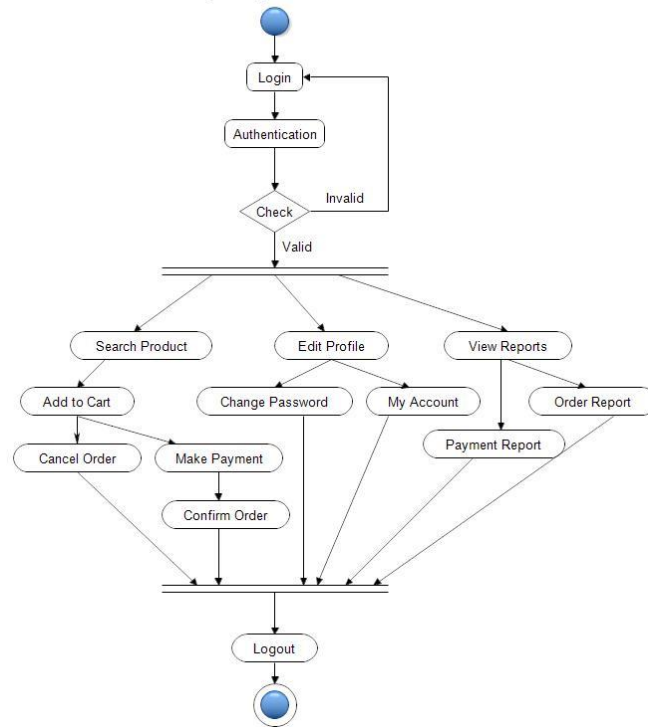 Login
Authentication
Check
Invalid
Valid
Search Product
Edit Profile
View Reports
Add to Cart
Change Password
My Account
Order Report
Cancel Order
Make Payment
Payment Report
Confirm Order
Logout